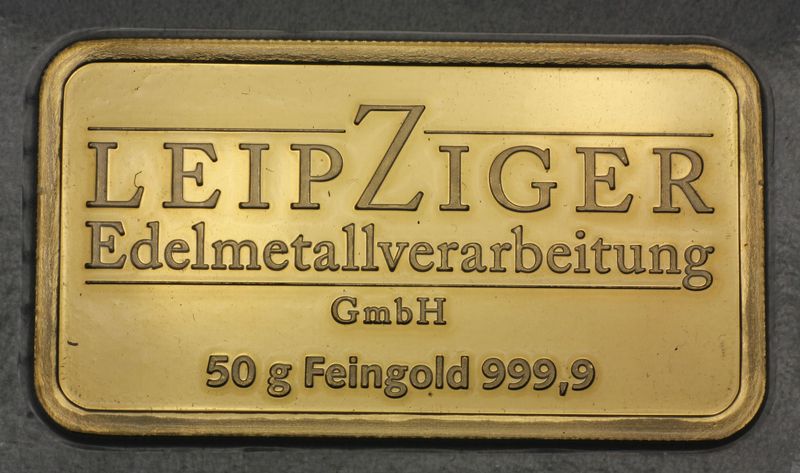 LEIPZIGER
Edelmetallverarbeitung
GmbH
50 g Feingold 999,9